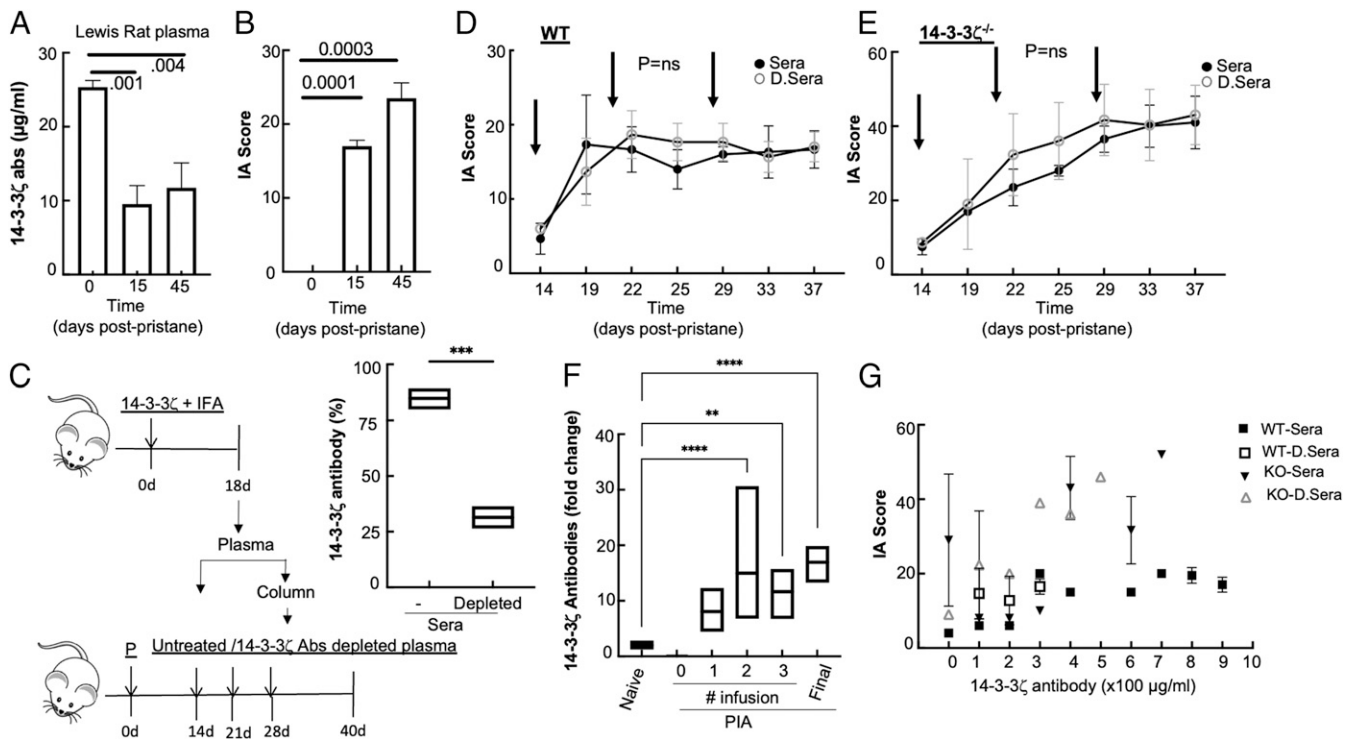 A
Lewis Rat plasma
.004
.001
14-3-3ζ abs (µg/ml)
30
20
10
0
0 15 45
Time
(days post-pristane)
B
0.0003
0.0001
IA Score
30
20
10
0
0 15 45
Time
(days post-pristane)
D
WT
P=ns
Sera
D.Sera
IA Score
30
20
10
0
14 19 22 25 29 33 37
Time
(days post-pristane)
E
14-3-3ζ-/-
P=ns
Sera
D.Sera
IA Score
60
40
20
0
14 19 22 25 29 33 37
Time
(days post-pristane)
C
14-3-3ζ + IFA
0d
18d
Plasma
Column
P
Untreated /14-3-3ζ Abs depleted plasma
0d 14d 21d 28d 40d
***
14-3-3ζ antibody (%)
100
75
50
25
0
- Depleted
Sera
F
****
**
****
14-3-3ζ Antibodies (fold change)
40
30
20
10
0
Naive 0 1 2 3 Final
# infusion
PIA
G
WT-Sera
WT-D.Sera
KO-Sera
KO-D.Sera
IA Score
60
40
20
0
0 1 2 3 4 5 6 7 8 9 10
14-3-3ζ antibody (x100 µg/ml)